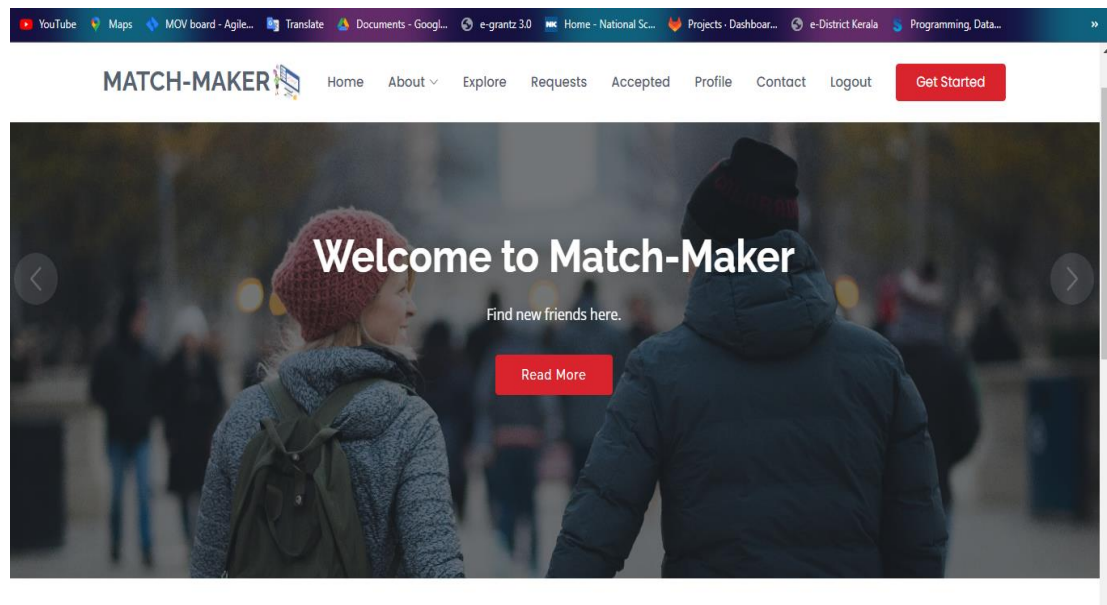 YouTube Maps MOV board - Agile... Translate Documents - Googl... e-grantz 3.0 NK Home - National Sc... Projects · Dashboar... e-District Kerala Programming, Data... »
MATCH-MAKER Home About Explore Requests Accepted Profile Contact Logout Get Started
Welcome to Match-Maker
Find new friends here.
Read More